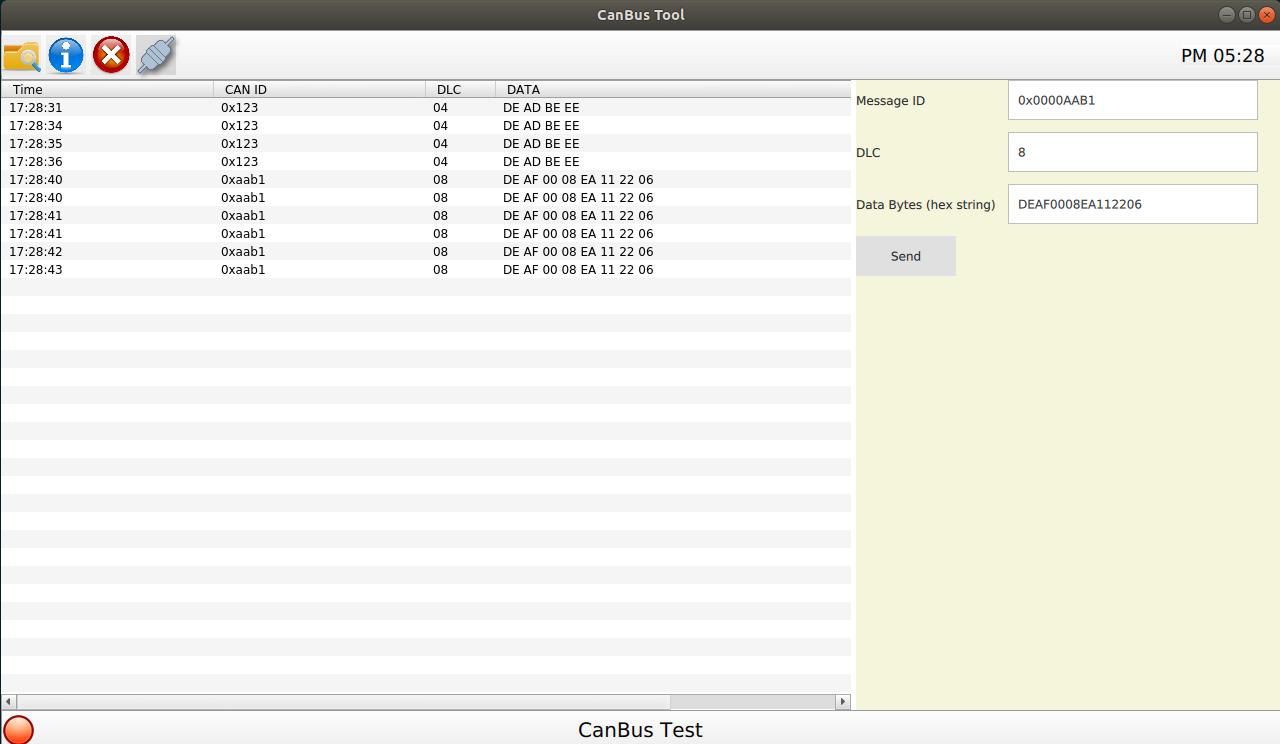 CanBus Tool
PM 05:28
Time CAN ID DLC DATA
17:28:31 0x123 04 DE AD BE EE
17:28:34 0x123 04 DE AD BE EE
17:28:35 0x123 04 DE AD BE EE
17:28:36 0x123 04 DE AD BE EE
17:28:40 0xaab1 08 DE AF 00 08 EA 11 22 06
17:28:40 0xaab1 08 DE AF 00 08 EA 11 22 06
17:28:41 0xaab1 08 DE AF 00 08 EA 11 22 06
17:28:41 0xaab1 08 DE AF 00 08 EA 11 22 06
17:28:42 0xaab1 08 DE AF 00 08 EA 11 22 06
17:28:43 0xaab1 08 DE AF 00 08 EA 11 22 06
Message ID 0x0000AAB1
DLC 8
Data Bytes (hex string) DEAF0008EA112206
Send
CanBus Test